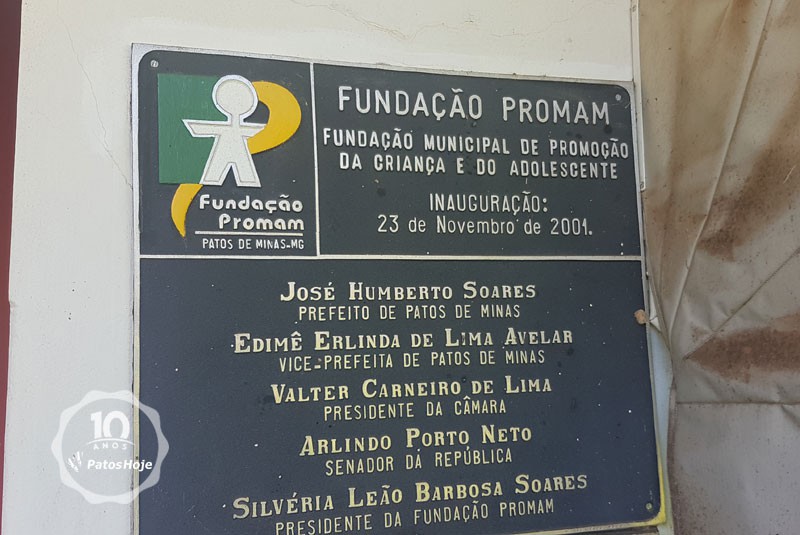 FUNDAÇÃO PROMAM
FUNDAÇÃO MUNICIPAL DE PROMOÇÃO
DA CRIANÇA E DO ADOLESCENTE
INAUGURAÇÃO:
23 de Novembro de 2001.
Fundação
Promam
PATOS DE MINAS-MG
JOSÉ HUMBERTO SOARES
PREFEITO DE PATOS DE MINAS
EDIMÊ ERLINDA DE LIMA AVELAR
VICE-PREFEITA DE PATOS DE MINAS
VALTER CARNEIRO DE LIMA
PRESIDENTE DA CÂMARA
ARLINDO PORTO NETO
SENADOR DA REPÚBLICA
SILVÉRIA LEÃO BARBOSA SOARES
PRESIDENTE DA FUNDAÇÃO PROMAM
10
ANOS
PatosHoje